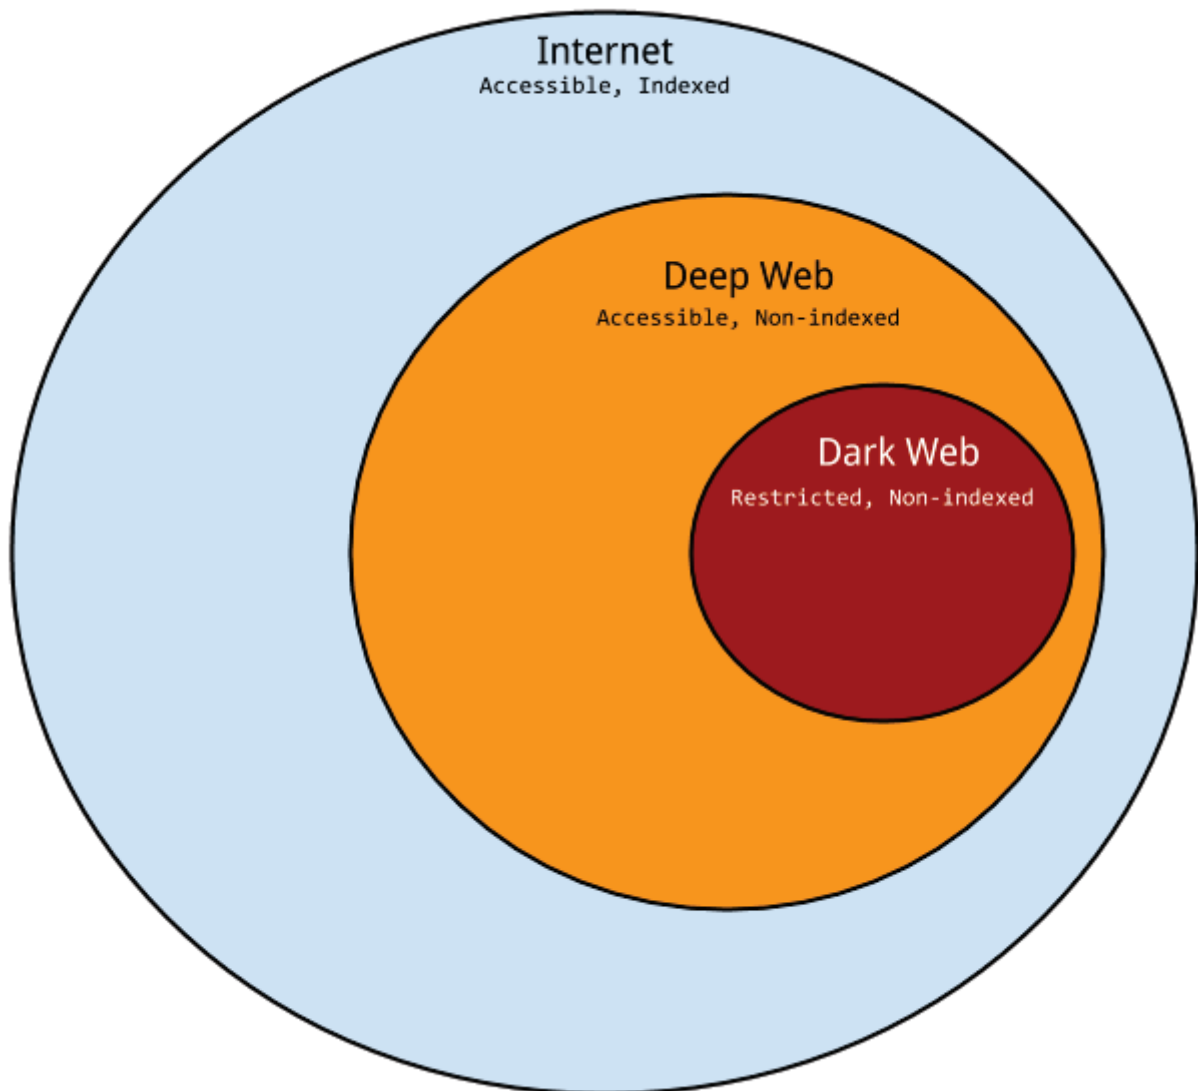 Internet
Accessible, Indexed
Deep Web
Accessible, Non-indexed
Dark Web
Restricted, Non-indexed